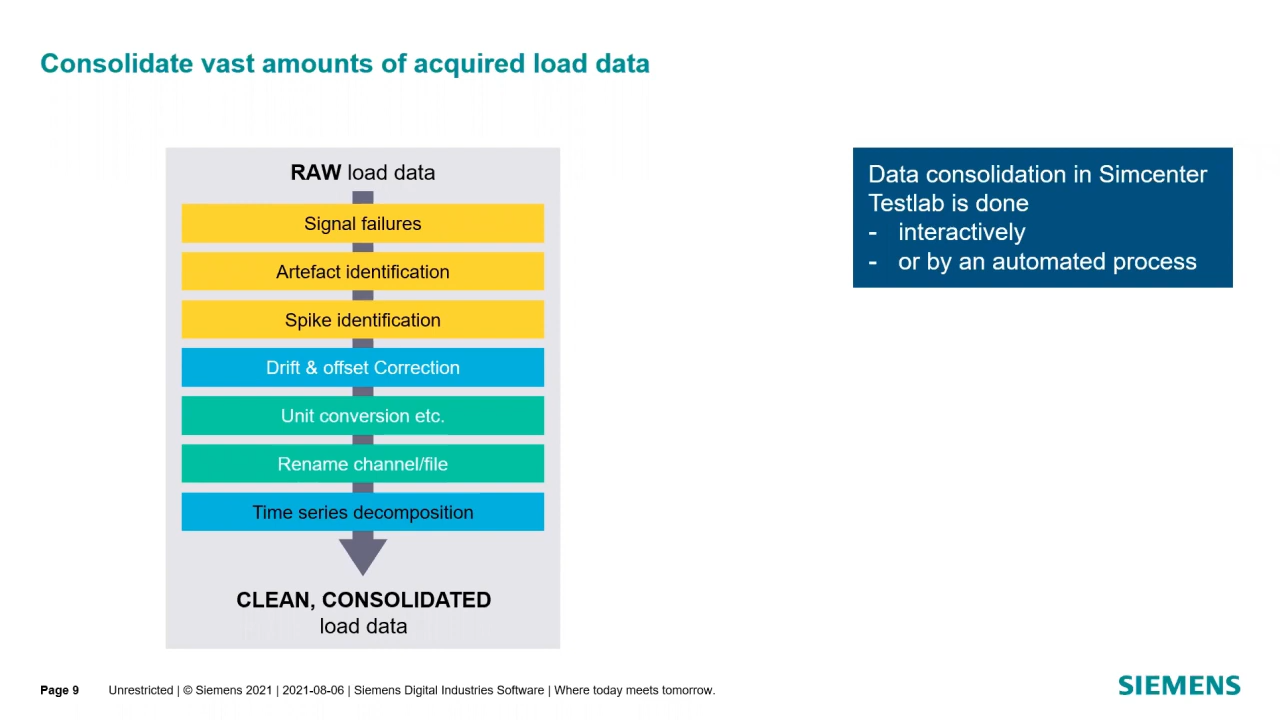 Consolidate vast amounts of acquired load data
RAW load data
Signal failures
Artefact identification
Spike identification
Drift & offset Correction
Unit conversion etc.
Rename channel/file
Time series decomposition
CLEAN, CONSOLIDATED
load data
Data consolidation in Simcenter
Testlab is done
- interactively
- or by an automated process
Page 9 Unrestricted | © Siemens 2021 | 2021-08-06 | Siemens Digital Industries Software | Where today meets tomorrow.
SIEMENS